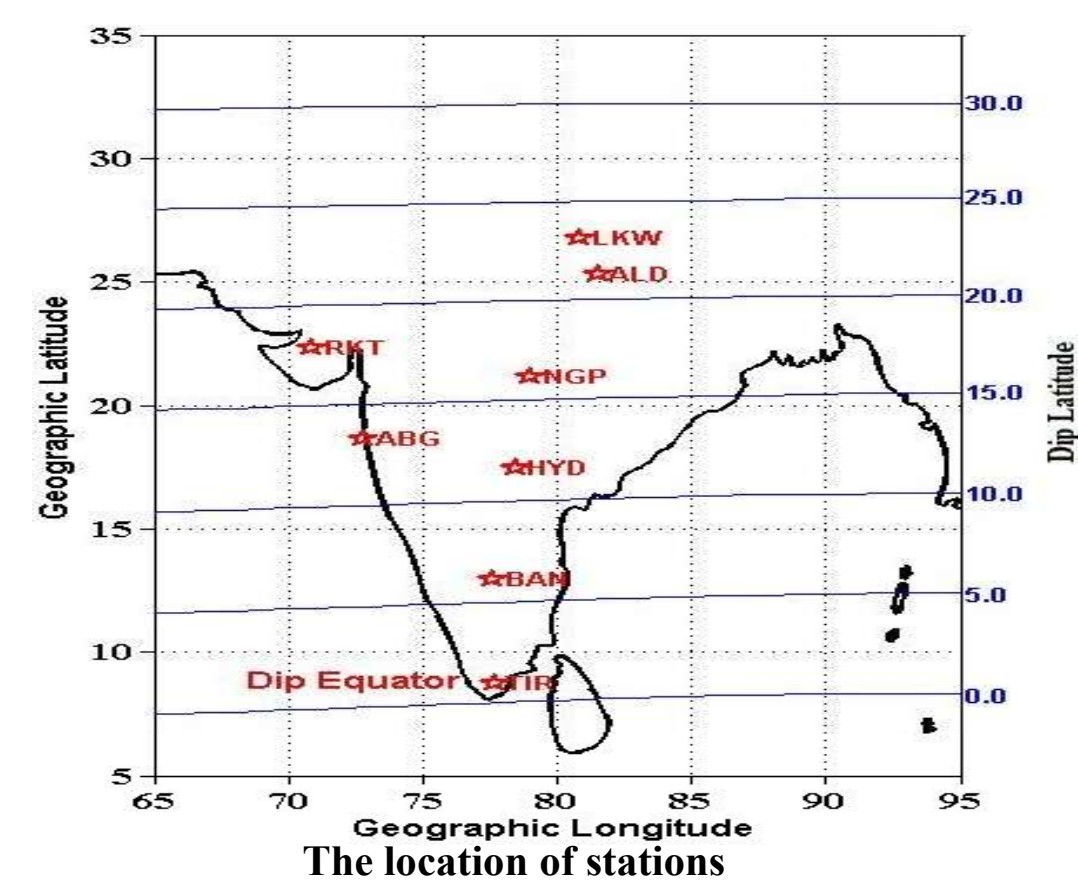 35
30
25
20
15
10
5
Geographic Latitude
30.0
25.0
20.0
15.0
10.0
5.0
0.0
Dip Latitude
LKW
ALD
RKT
NGP
ABG
HYD
BAN
Dip Equator
TIR
65 70 75 80 85 90 95
Geographic Longitude
The location of stations